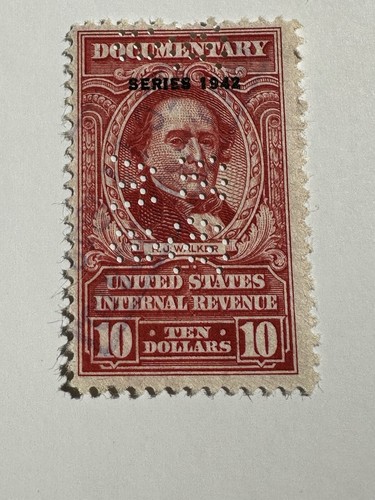 DOCUMENTARY
SERIES 1942
R.J. WALKER
UNITED STATES
INTERNAL REVENUE
10 · TEN · 10
DOLLARS